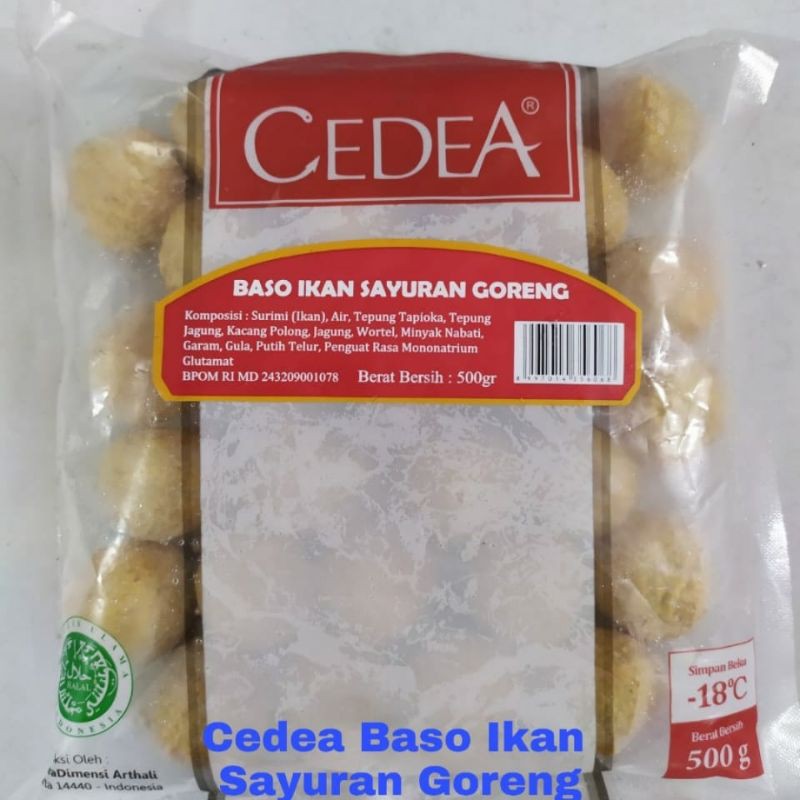 CEDEA®
BASO IKAN SAYURAN GORENG
Komposisi : Surimi (Ikan), Air, Tepung Tapioka, Tepung
Jagung, Kacang Polong, Jagung, Wortel, Minyak Nabati,
Garam, Gula, Putih Telur, Penguat Rasa Mononatrium
Glutamat
BPOM RI MD 243209001078 Berat Bersih : 500gr
HALAL
INDONESIA
Oleh :
Dimensi Arthali
14440 - Indonesia
Simpan Beku
-18°C
Berat Bersih
500 g
Cedea Baso Ikan
Sayuran Goreng